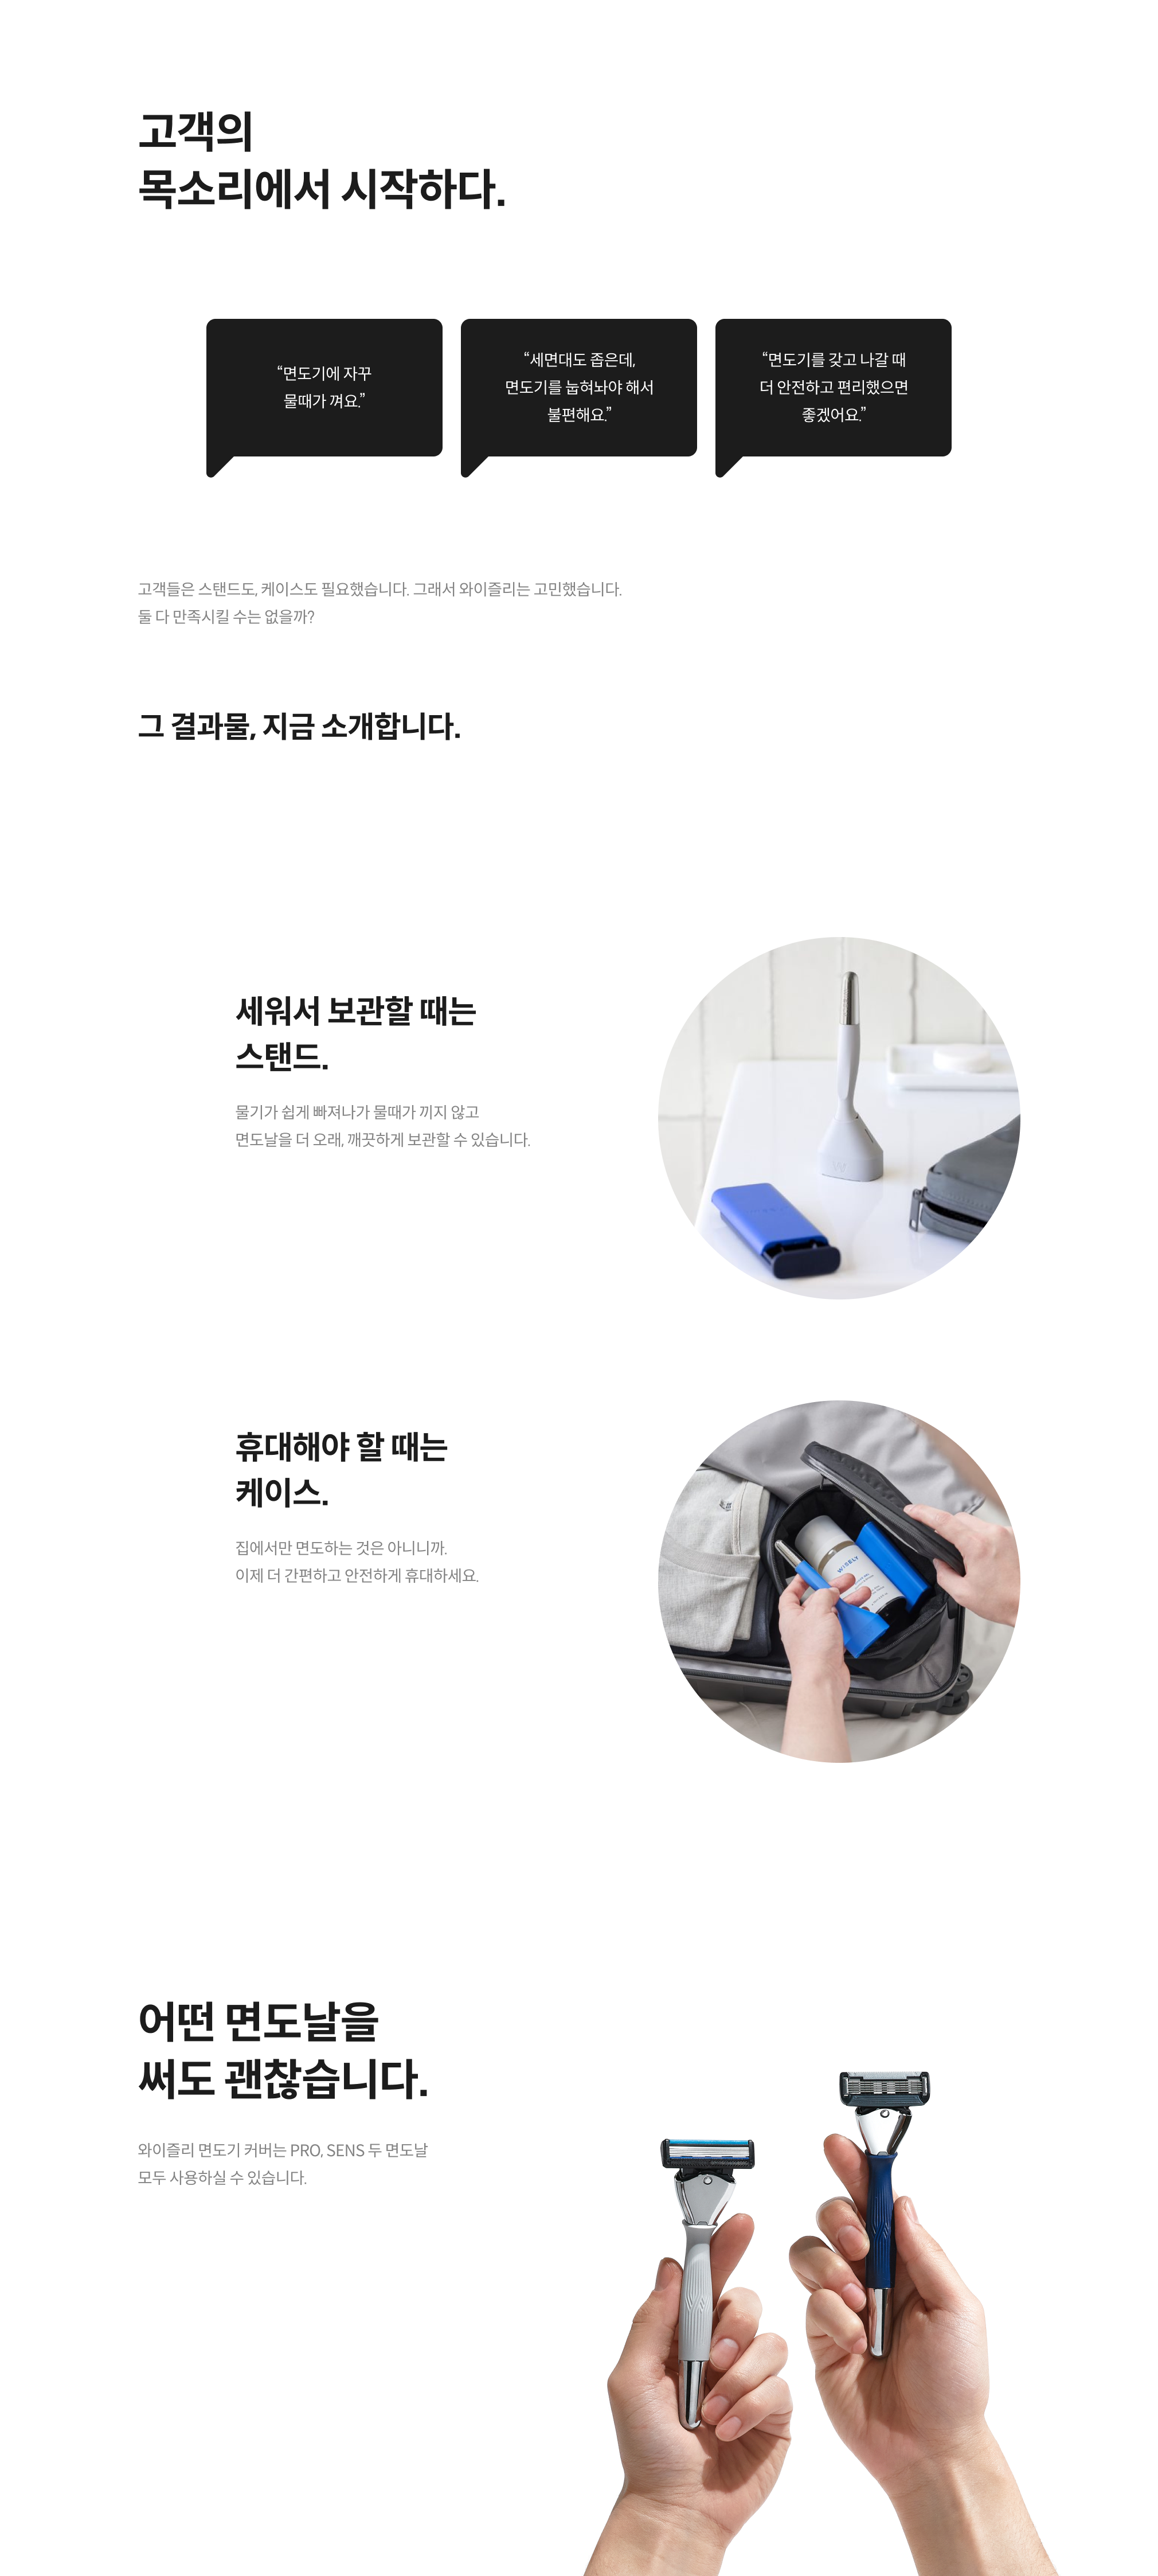 고객의
목소리에서 시작하다.
“면도기에 자꾸
물때가 껴요.”
“세면대도 좁은데,
면도기를 눕혀놔야 해서
불편해요.”
“면도기를 갖고 나갈 때
더 안전하고 편리했으면
좋겠어요.”
고객들은 스탠드도, 케이스도 필요했습니다. 그래서 와이즐리는 고민했습니다.
둘 다 만족시킬 수는 없을까?
그 결과물, 지금 소개합니다.
세워서 보관할 때는
스탠드.
물기가 쉽게 빠져나가 물때가 끼지 않고
면도날을 더 오래, 깨끗하게 보관할 수 있습니다.
W
휴대해야 할 때는
케이스.
집에서만 면도하는 것은 아니니까.
이제 더 간편하고 안전하게 휴대하세요.
WISELY
어떤 면도날을
써도 괜찮습니다.
와이즐리 면도기 커버는 PRO, SENS 두 면도날
모두 사용하실 수 있습니다.